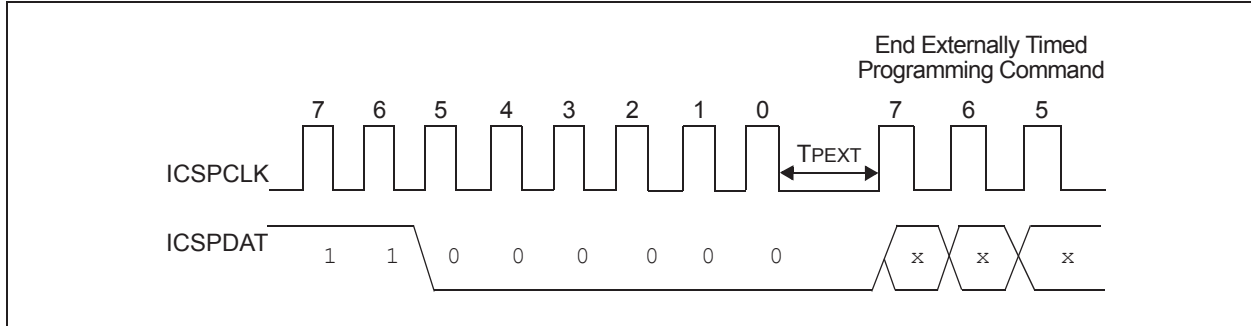 End Externally Timed
Programming Command
7 6 5 4 3 2 1 0 7 6 5
TPEXT
ICSPCLK
ICSPDAT
1 1 0 0 0 0 0 0 x x x